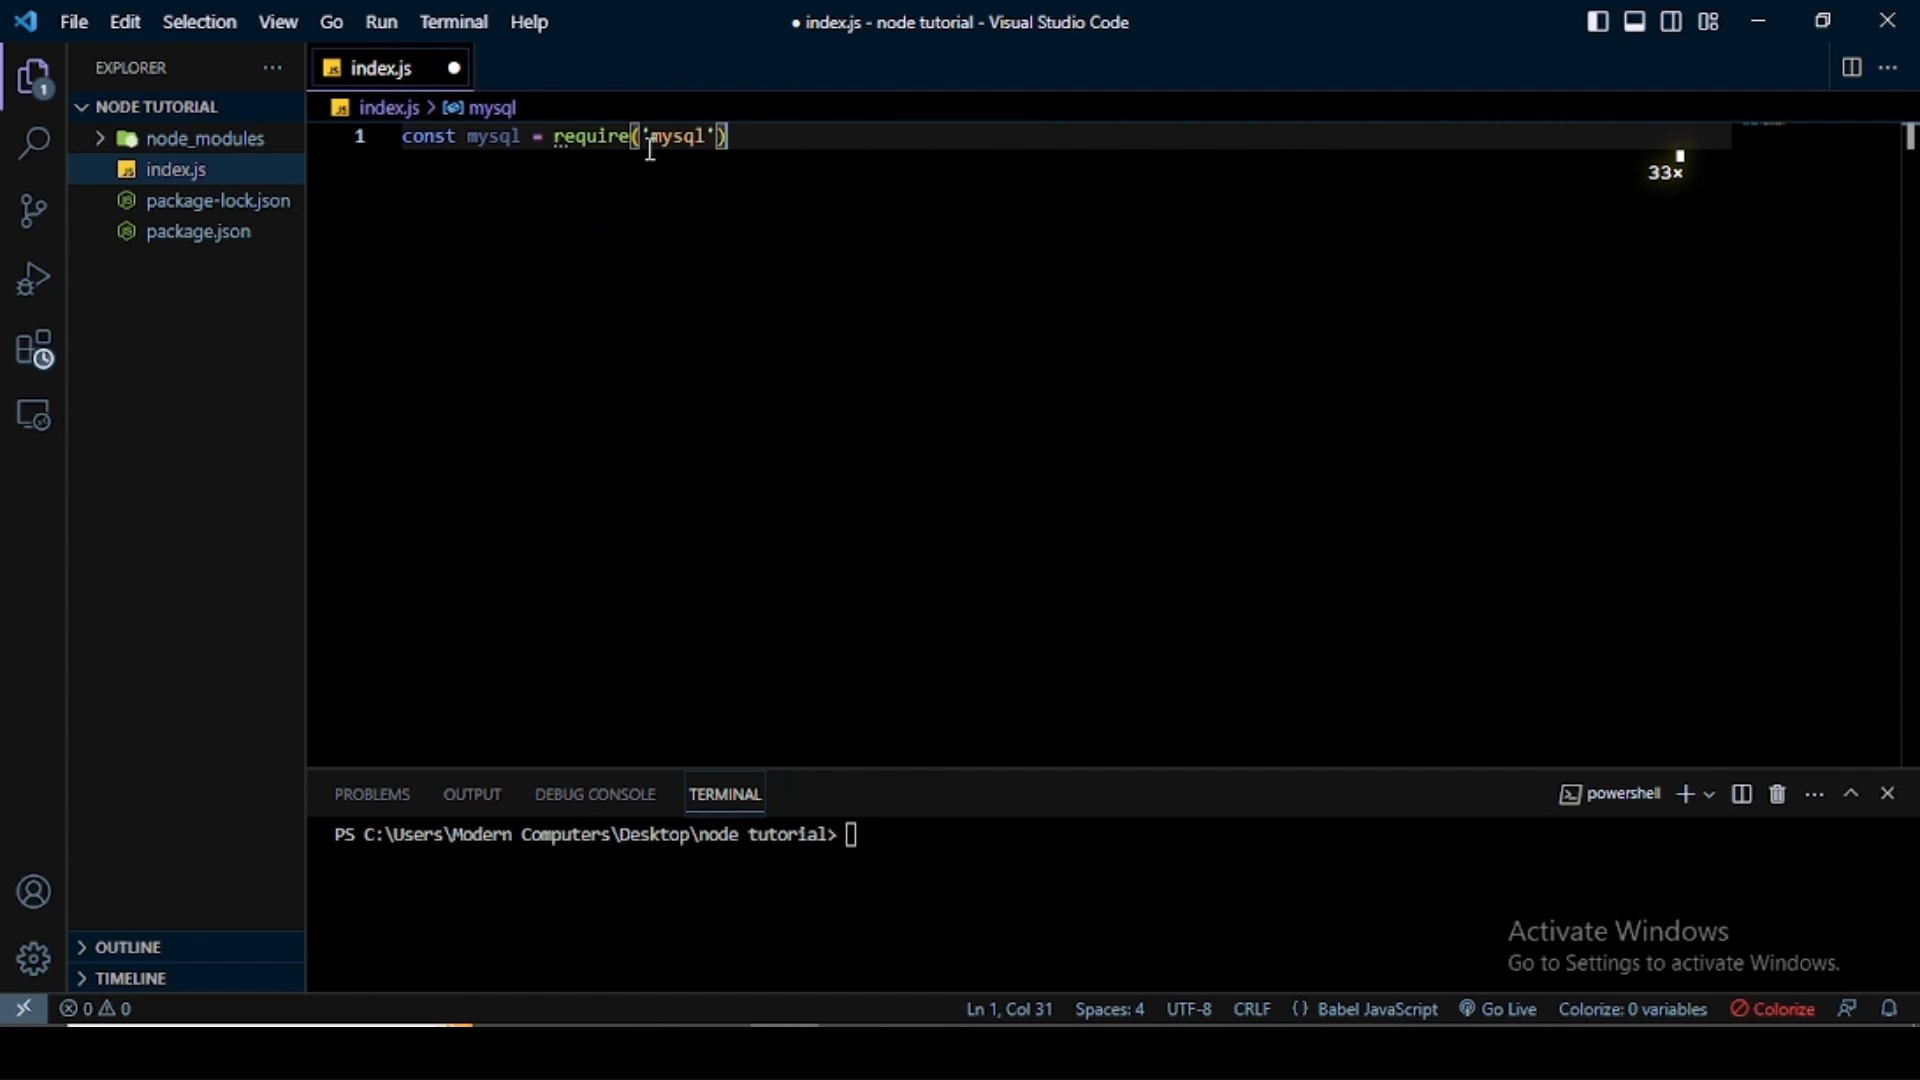 File Edit Selection View Go Run Terminal Help
● index.js - node tutorial - Visual Studio Code
EXPLORER ···
index.js ●
1
NODE TUTORIAL
index.js > mysql
node_modules
1 const mysql = require('mysql')
index.js
33×
package-lock.json
package.json
PROBLEMS OUTPUT DEBUG CONSOLE TERMINAL
powershell
PS C:\Users\Modern Computers\Desktop\node tutorial>
Activate Windows
Go to Settings to activate Windows.
OUTLINE
TIMELINE
0 0
Ln 1, Col 31 Spaces: 4 UTF-8 CRLF {} Babel JavaScript Go Live Colorize: 0 variables Colorize